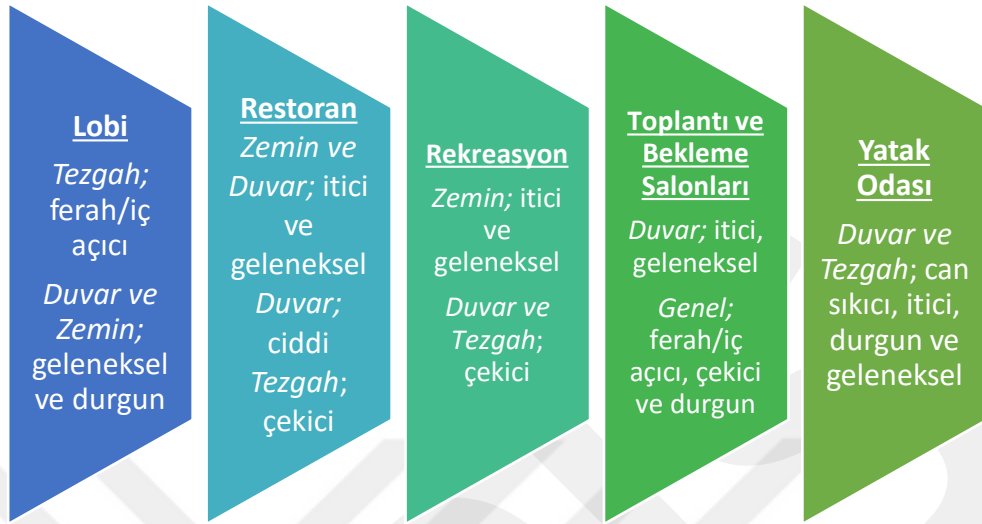 Lobi
Tezgah;
ferah/iç
açıcı
Duvar ve
Zemin;
geleneksel
ve durgun
Restoran
Zemin ve
Duvar; itici
ve
geleneksel
Duvar;
ciddi
Tezgah;
çekici
Rekreasyon
Zemin; itici
ve
geleneksel
Duvar ve
Tezgah;
çekici
Toplantı ve
Bekleme
Salonları
Duvar; itici,
geleneksel
Genel;
ferah/iç
açıcı, çekici
ve durgun
Yatak
Odası
Duvar ve
Tezgah; can
sıkıcı, itici,
durgun ve
geleneksel